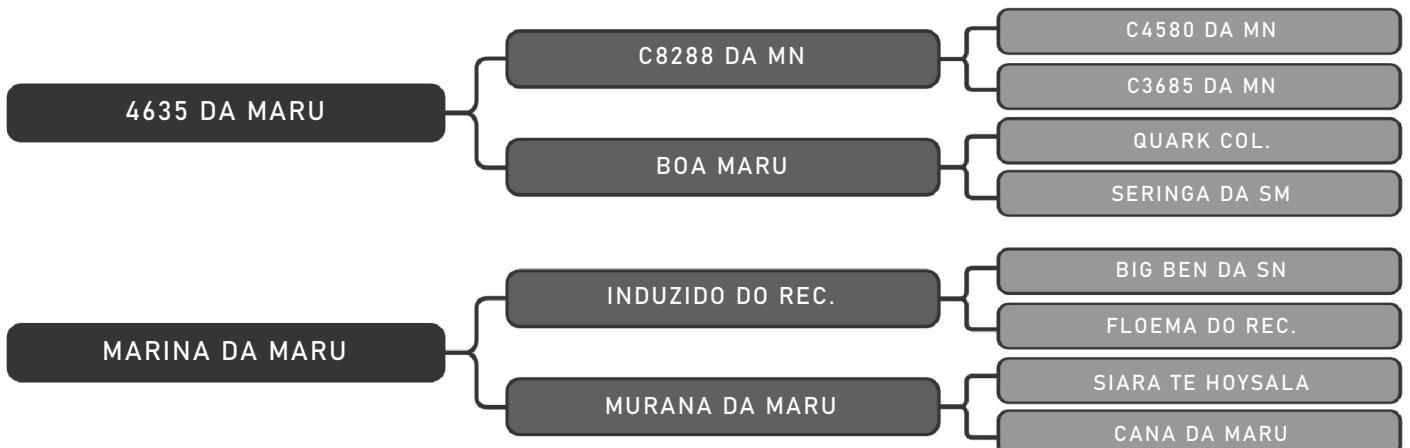 4635 DA MARU
C8288 DA MN
C4580 DA MN
C3685 DA MN
BOA MARU
QUARK COL.
SERINGA DA SM
MARINA DA MARU
INDUZIDO DO REC.
BIG BEN DA SN
FLOEMA DO REC.
MURANA DA MARU
SIARA TE HOYSALA
CANA DA MARU